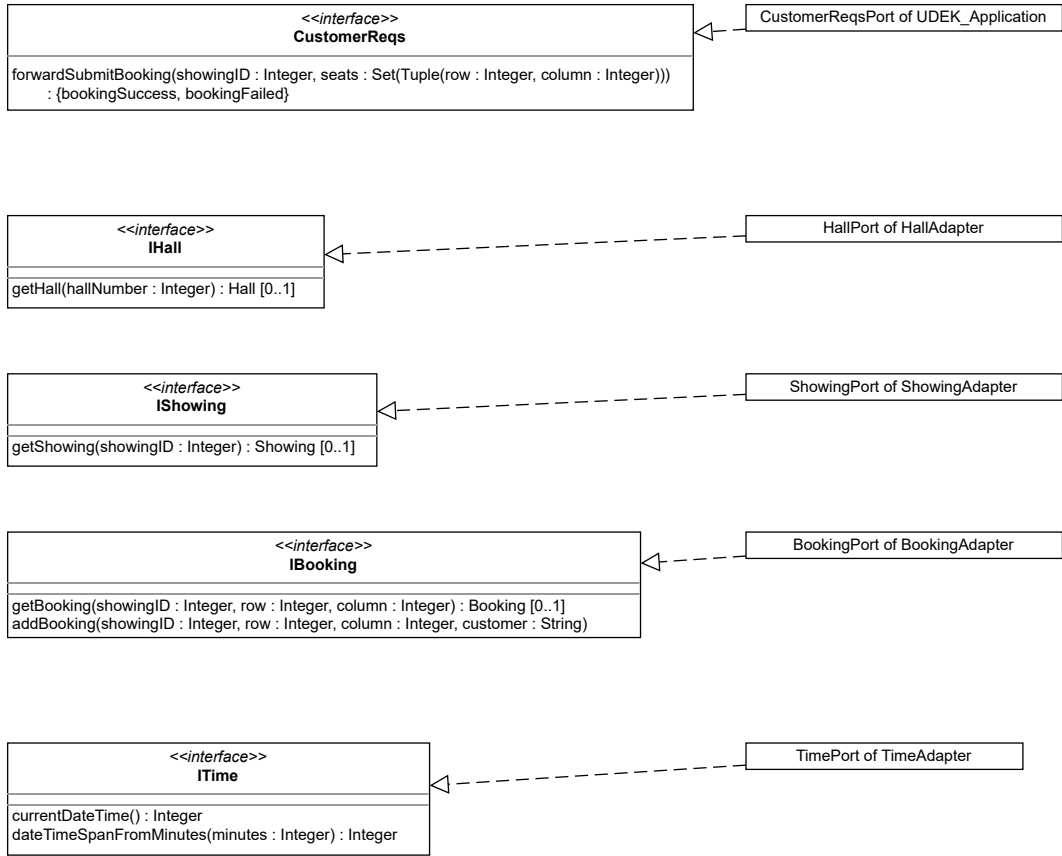 <<interface>>
CustomerReqs
forwardSubmitBooking(showingID : Integer, seats : Set(Tuple(row : Integer, column : Integer)))
: {bookingSuccess, bookingFailed}
CustomerReqsPort of UDEK_Application
<<interface>>
IHall
getHall(hallNumber : Integer) : Hall [0..1]
HallPort of HallAdapter
<<interface>>
IShowing
getShowing(showingID : Integer) : Showing [0..1]
ShowingPort of ShowingAdapter
<<interface>>
IBooking
getBooking(showingID : Integer, row : Integer, column : Integer) : Booking [0..1]
addBooking(showingID : Integer, row : Integer, column : Integer, customer : String)
BookingPort of BookingAdapter
<<interface>>
ITime
currentDateTime() : Integer
dateTimeSpanFromMinutes(minutes : Integer) : Integer
TimePort of TimeAdapter